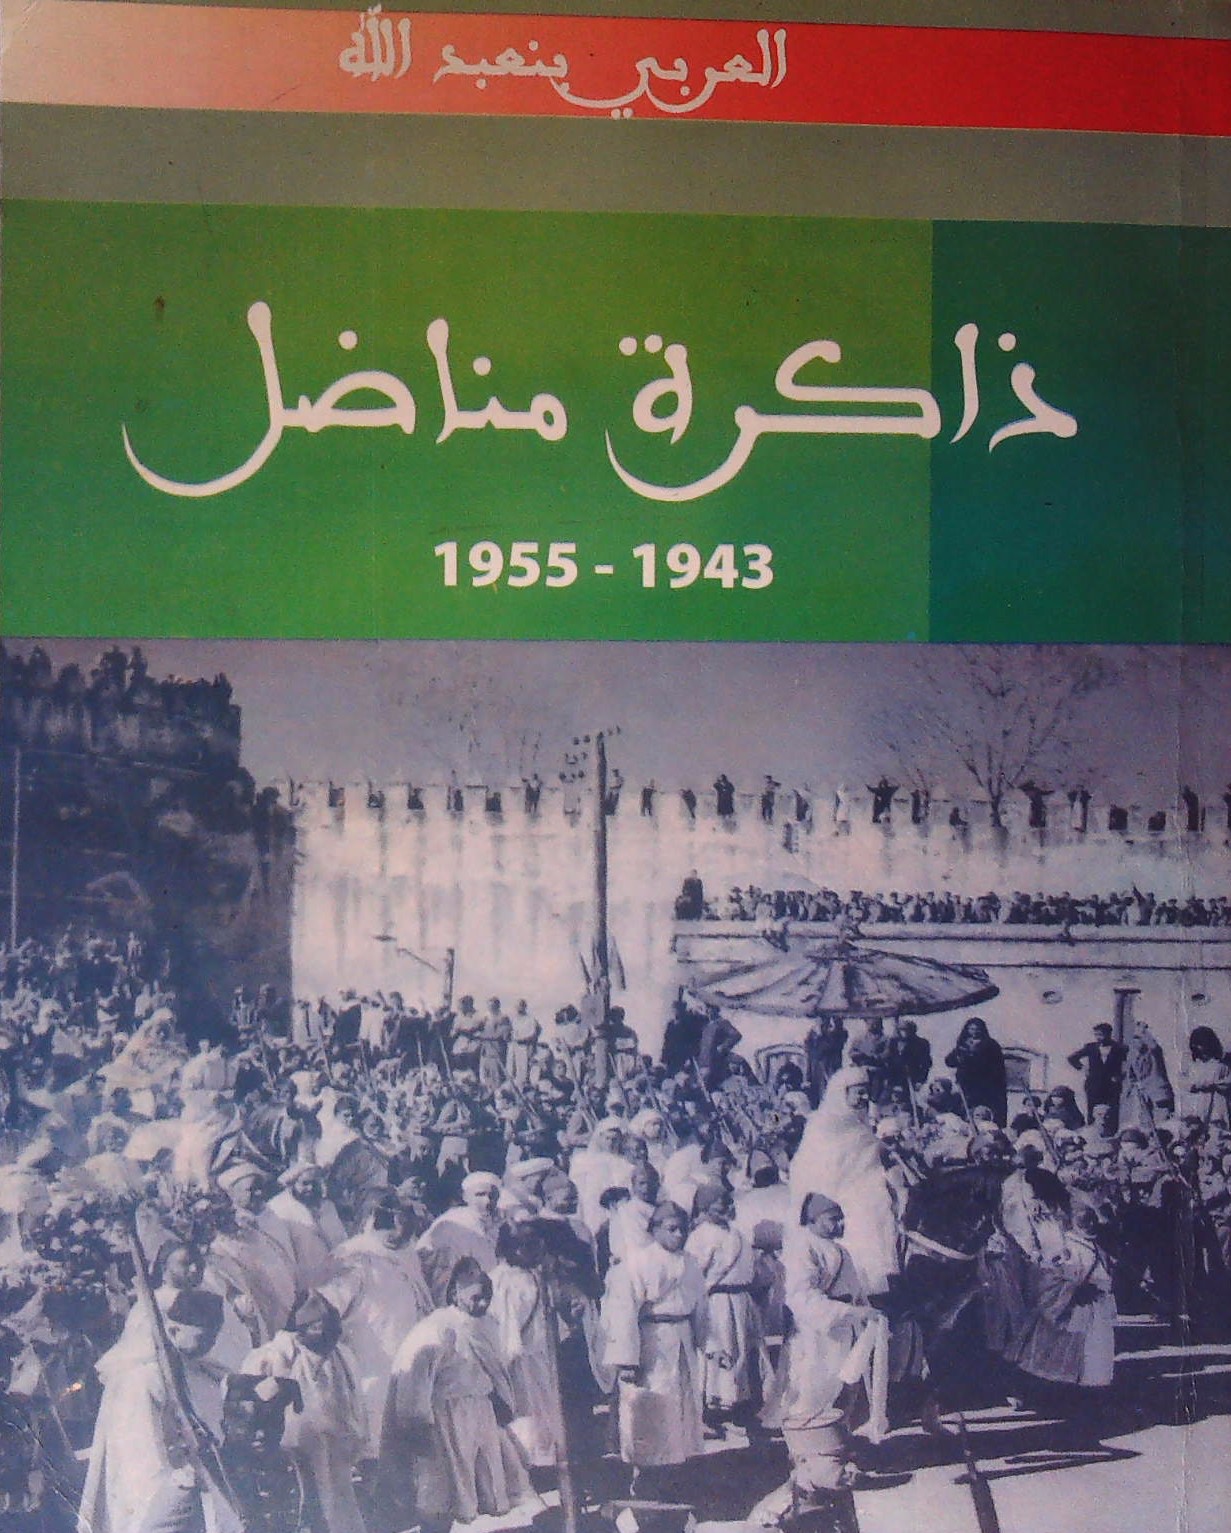 العربي بنعبد الله
ذاكرة مناضل
1943 - 1955